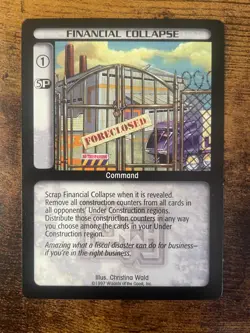 FINANCIAL COLLAPSE
1
SP
FORECLOSED
Command
Scrap Financial Collapse when it is revealed.
Remove all construction counters from all cards in
all opponents' Under Construction regions.
Distribute those construction counters in any way
you choose among the cards in your Under
Construction region.
Amazing what a fiscal disaster can do for business—
if you're in the right business.
Illus. Christina Wald
©1997 Wizards of the Coast, Inc.